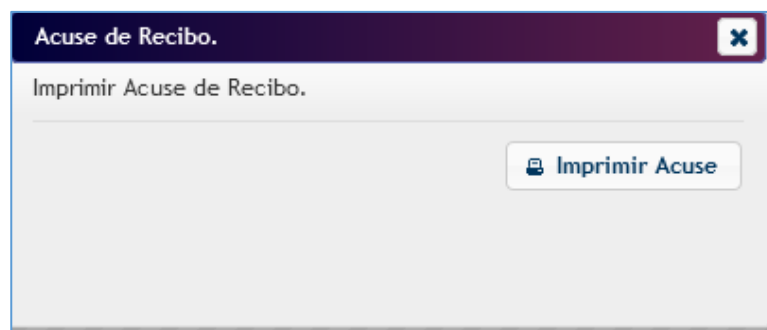 Acuse de Recibo.
Imprimir Acuse de Recibo.
Imprimir Acuse